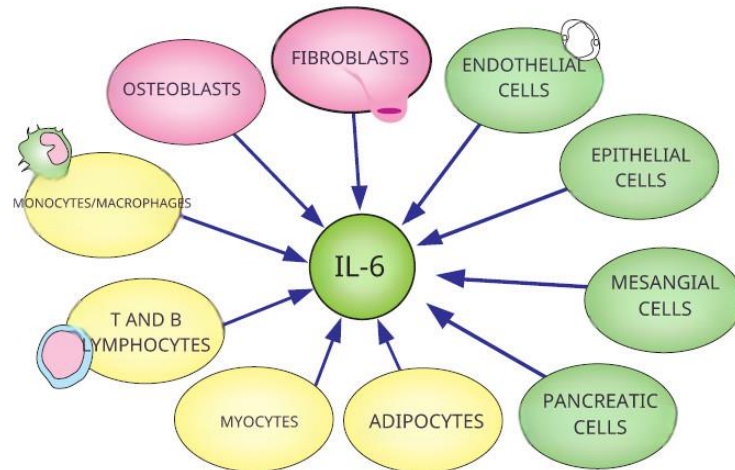 FIBROBLASTS
OSTEOBLASTS
ENDOTHELIAL
CELLS
EPITHELIAL
CELLS
MONOCYTES/MACROPHAGES
IL-6
MESANGIAL
CELLS
T AND B
LYMPHOCYTES
MYOCYTES
ADIPOCYTES
PANCREATIC
CELLS